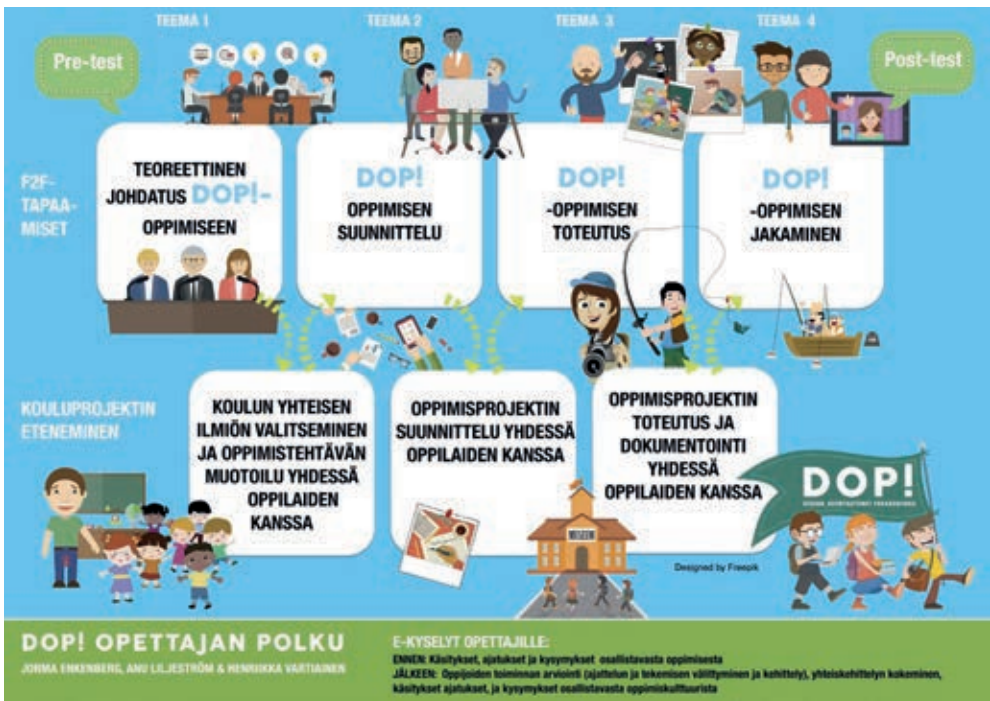 TEEMA 1
TEEMA 2
TEEMA 3
TEEMA 4
Pre-test
Post-test
F2F-
TAPAA-
MISET
TEOREETTINEN
JOHDATUS DOP!-
OPPIMISEEN
DOP!
OPPIMISEN
SUUNNITTELU
DOP!
-OPPIMISEN
TOTEUTUS
DOP!
-OPPIMISEN
JAKAMINEN
KOULUPROJEKTIN
ETENEMINEN
KOULUN YHTEISEN
ILMIÖN VALITSEMINEN
JA OPPIMISTEHTÄVÄN
MUOTOILU YHDESSÄ
OPPILAIDEN
KANSSA
OPPIMISPROJEKTIN
SUUNNITTELU YHDESSÄ
OPPILAIDEN KANSSA
OPPIMISPROJEKTIN
TOTEUTUS JA
DOKUMENTOINTI
YHDESSÄ
OPPILAIDEN KANSSA
DOP!
Designed by Freepik
DOP! OPETTAJAN POLKU
JORMA ENKENBERG, ANU LILJESTRÖM & HENRIIKKA VARTIAINEN
E-KYSELYT OPETTAJILLE:
ENNEN: Käsitykset, ajatukset ja kysymykset osallistavasta oppimisesta
JÄLKEEN: Oppijoiden toiminnan arviointi (ajattelun ja tekemisen välittyminen ja kehittely), yhteiskehittelyn kokeminen,
käsitykset ajatukset, ja kysymykset osallistavasta oppimiskulttuurista